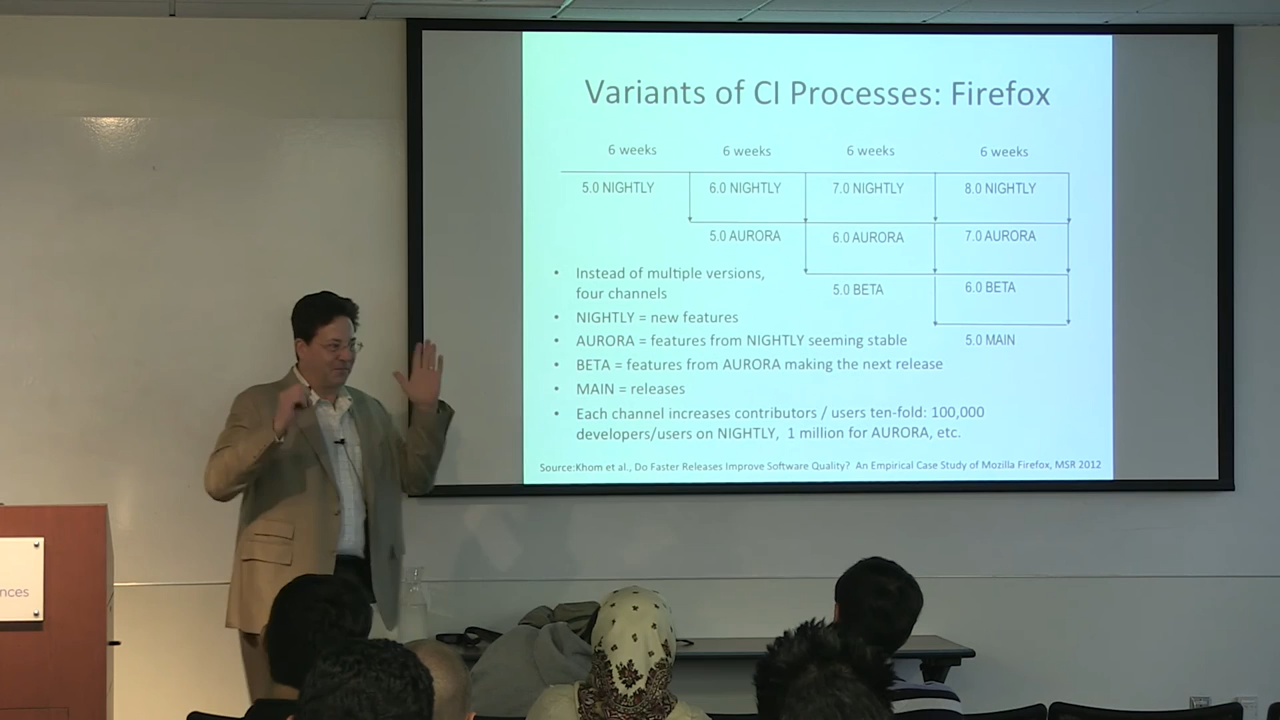 Variants of CI Processes: Firefox
6 weeks 6 weeks 6 weeks 6 weeks
5.0 NIGHTLY 6.0 NIGHTLY 7.0 NIGHTLY 8.0 NIGHTLY
5.0 AURORA 6.0 AURORA 7.0 AURORA
5.0 BETA 6.0 BETA
5.0 MAIN
• Instead of multiple versions,
four channels
• NIGHTLY = new features
• AURORA = features from NIGHTLY seeming stable
• BETA = features from AURORA making the next release
• MAIN = releases
• Each channel increases contributors / users ten-fold: 100,000
developers/users on NIGHTLY, 1 million for AURORA, etc.
Source:Khom et al., Do Faster Releases Improve Software Quality? An Empirical Case Study of Mozilla Firefox, MSR 2012